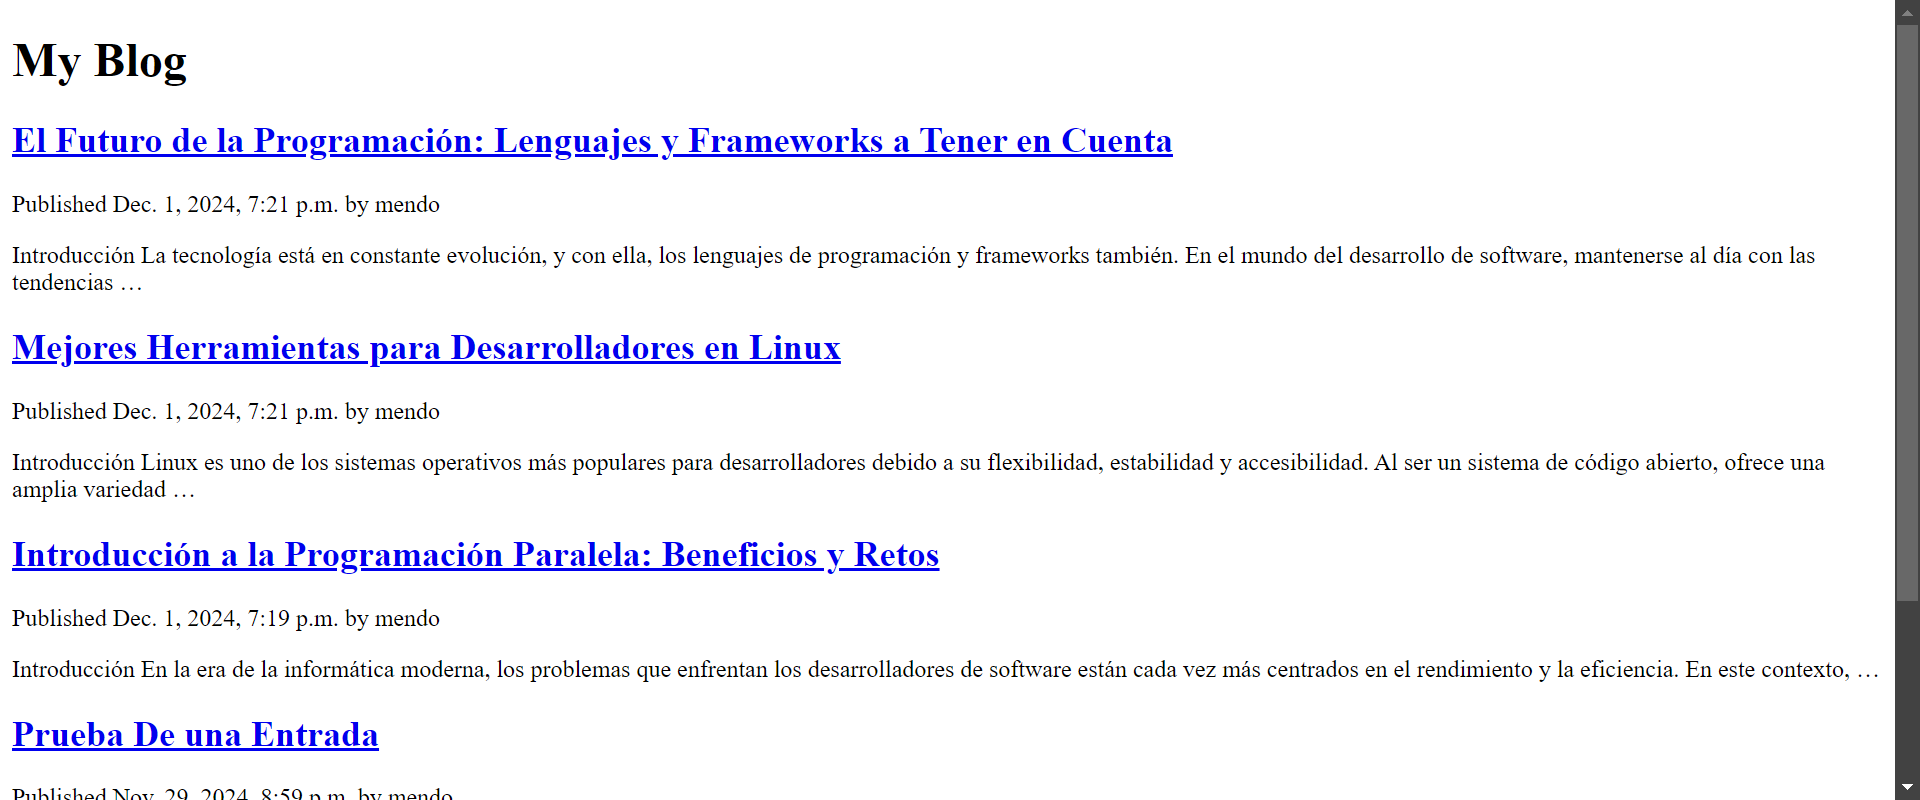 My Blog
El Futuro de la Programación: Lenguajes y Frameworks a Tener en Cuenta
Published Dec. 1, 2024, 7:21 p.m. by mendo
Introducción La tecnología está en constante evolución, y con ella, los lenguajes de programación y frameworks también. En el mundo del desarrollo de software, mantenerse al día con las
tendencias …
Mejores Herramientas para Desarrolladores en Linux
Published Dec. 1, 2024, 7:21 p.m. by mendo
Introducción Linux es uno de los sistemas operativos más populares para desarrolladores debido a su flexibilidad, estabilidad y accesibilidad. Al ser un sistema de código abierto, ofrece una
amplia variedad …
Introducción a la Programación Paralela: Beneficios y Retos
Published Dec. 1, 2024, 7:19 p.m. by mendo
Introducción En la era de la informática moderna, los problemas que enfrentan los desarrolladores de software están cada vez más centrados en el rendimiento y la eficiencia. En este contexto, …
Prueba De una Entrada
Published Nov. 29, 2024, 8:59 p.m. by mendo